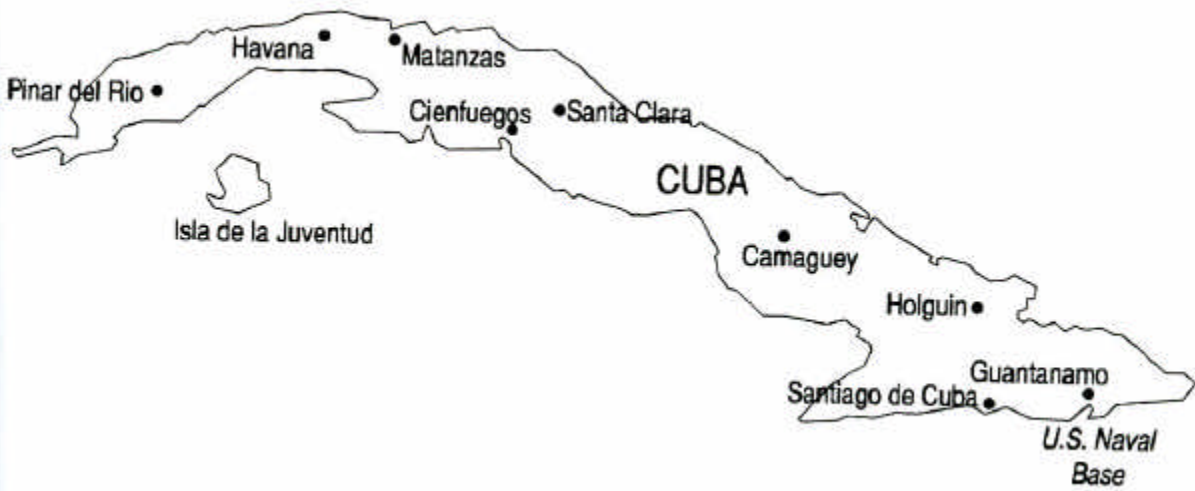 Havana
Matanzas
Pinar del Rio
Cienfuegos
Santa Clara
CUBA
Isla de la Juventud
Camaguey
Holguin
Guantanamo
Santiago de Cuba
U.S. Naval
Base